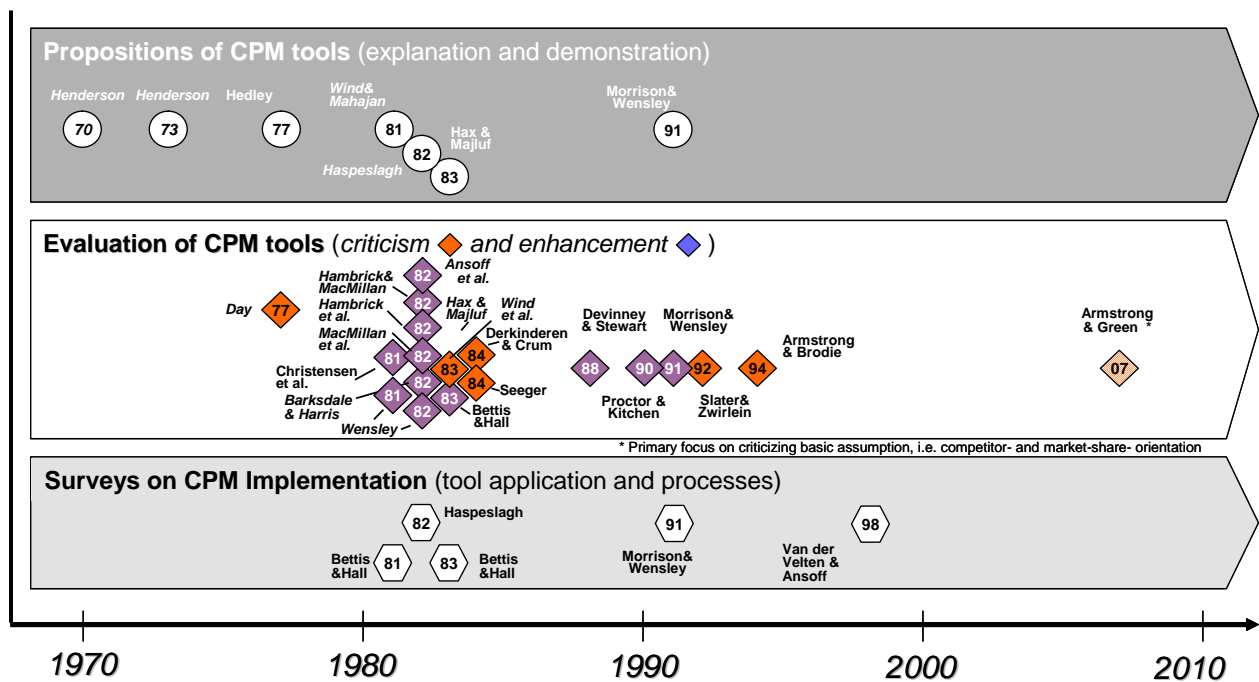 Propositions of CPM tools (explanation and demonstration)
Henderson
Henderson
Hedley
Wind&
Mahajan
Morrison&
Wensley
70
73
77
81
91
Hax &
Majluf
82
Haspeslagh
83
Evaluation of CPM tools (criticism and enhancement )
Ansoff
et al.
82
Hambrick&
MacMillan
82
Hambrick
et al.
82
Hax &
Majluf
Wind
et al.
Day
77
MacMillan
et al.
82
Derkinderen
& Crum
84
Devinney
& Stewart
Morrison&
Wensley
Armstrong
& Brodie
Armstrong
& Green *
Christensen
et al.
81
83
88
90
91
92
94
07
82
84
Seeger
Barksdale
& Harris
81
83
Bettis
&Hall
Proctor &
Kitchen
Slater&
Zwirlein
Wensley
82
* Primary focus on criticizing basic assumption, i.e. competitor- and market-share- orientation
Surveys on CPM Implementation (tool application and processes)
82
Haspeslagh
91
98
Bettis
&Hall
81
83
Bettis
&Hall
Morrison&
Wensley
Van der
Velten &
Ansoff
1970
1980
1990
2000
2010